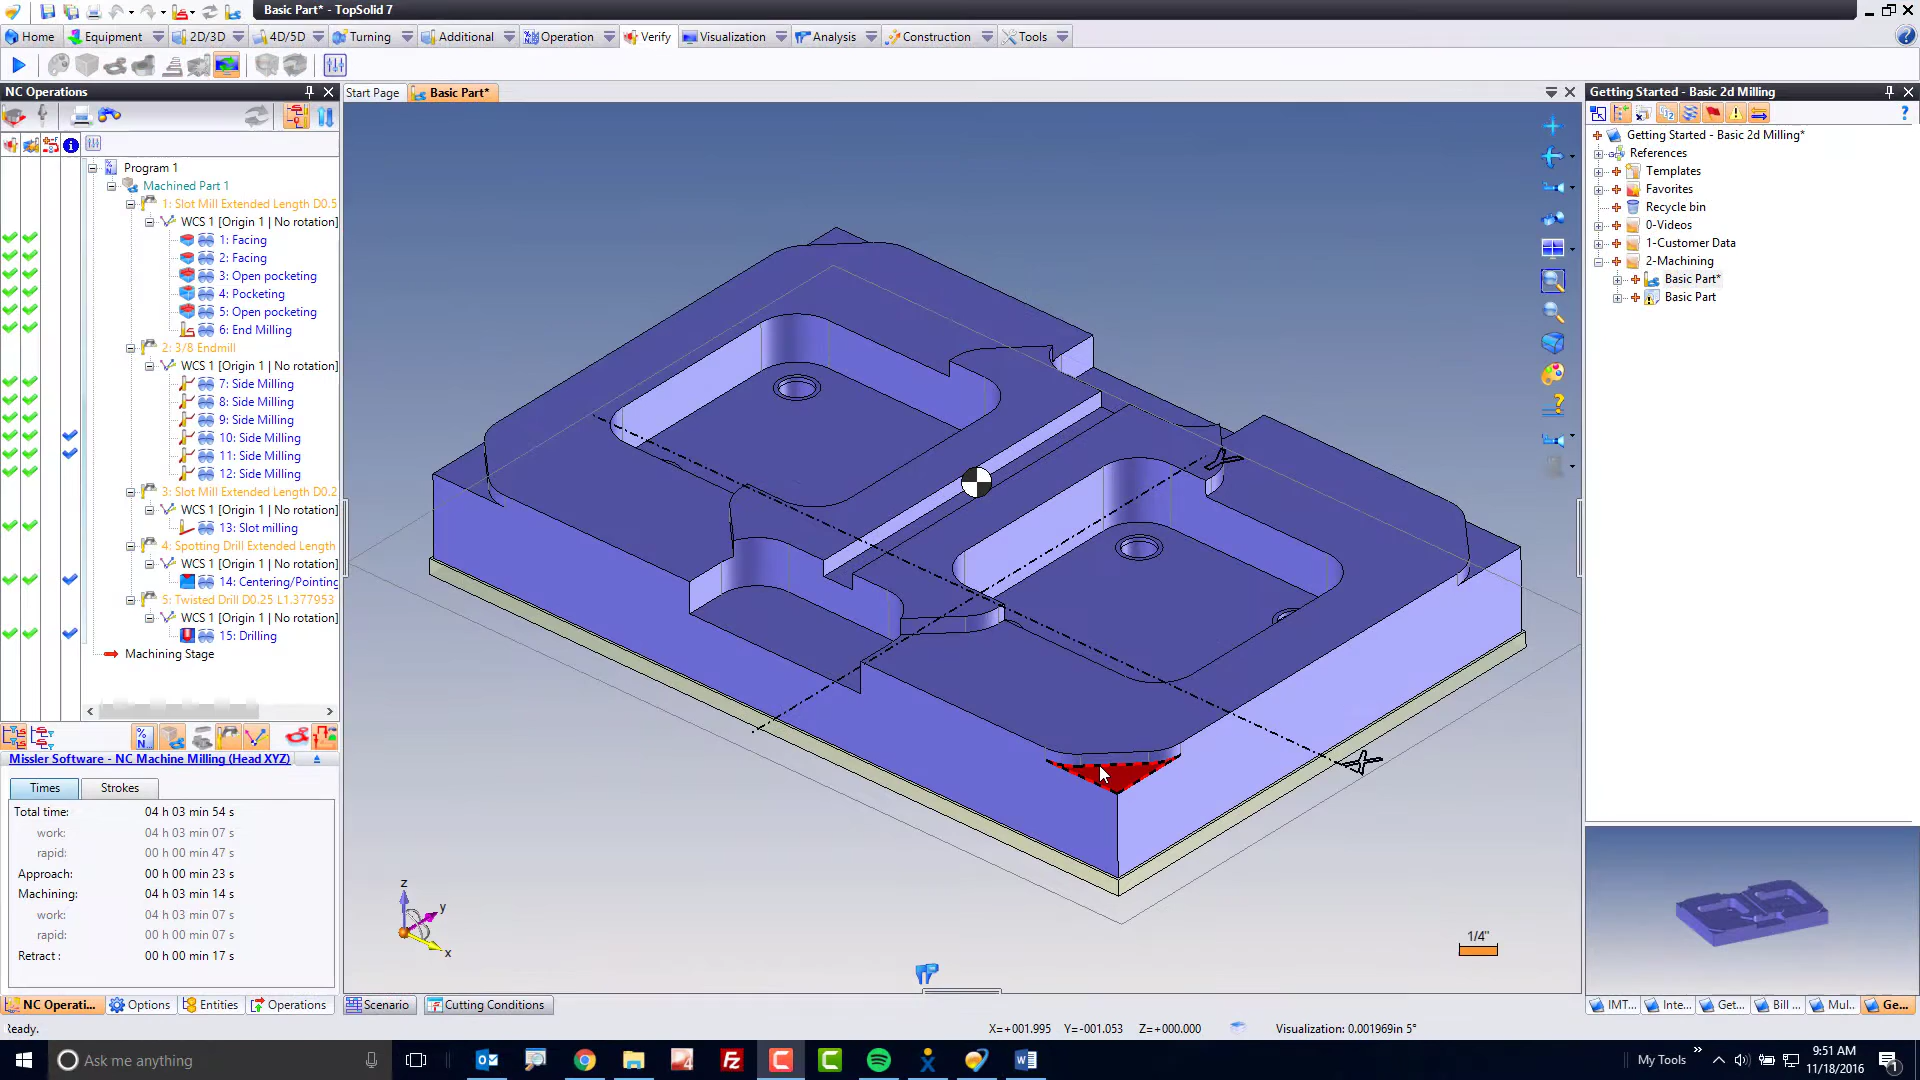 Basic Part* - TopSolid 7
Home Equipment 2D/3D 4D/5D Turning Additional Operation Verify Visualization Analysis Construction Tools
NC Operations
Start Page Basic Part*
Getting Started - Basic 2d Milling
Program 1
Machined Part 1
1: Slot Mill Extended Length D0.5
WCS 1 [Origin 1 | No rotation]
1: Facing
2: Facing
3: Open pocketing
4: Pocketing
5: Open pocketing
6: End Milling
2: 3/8 Endmill
WCS 1 [Origin 1 | No rotation]
7: Side Milling
8: Side Milling
9: Side Milling
10: Side Milling
11: Side Milling
12: Side Milling
3: Slot Mill Extended Length D0.2
WCS 1 [Origin 1 | No rotation]
13: Slot milling
4: Spotting Drill Extended Length
WCS 1 [Origin 1 | No rotation]
14: Centering/Pointing
5: Twisted Drill D0.25 L1.377953
WCS 1 [Origin 1 | No rotation]
15: Drilling
Machining Stage
Missler Software - NC Machine Milling (Head XYZ)
Times Strokes
Total time: 04 h 03 min 54 s
work: 04 h 03 min 07 s
rapid: 00 h 00 min 47 s
Approach: 00 h 00 min 23 s
Machining: 04 h 03 min 14 s
work: 04 h 03 min 07 s
rapid: 00 h 00 min 07 s
Retract : 00 h 00 min 17 s
NC Operati... Options Entities Operations
Y
X
z
y
x
1/4"
Scenario Cutting Conditions
Getting Started - Basic 2d Milling*
References
Templates
Favorites
Recycle bin
0-Videos
1-Customer Data
2-Machining
Basic Part*
Basic Part
IMT... Inte... Get... Bill ... Mul.. Ge...
Ready.
X=+001.995 Y=-001.053 Z=+000.000 Visualization: 0.001969in 5°
Ask me anything
My Tools
9:51 AM
11/18/2016